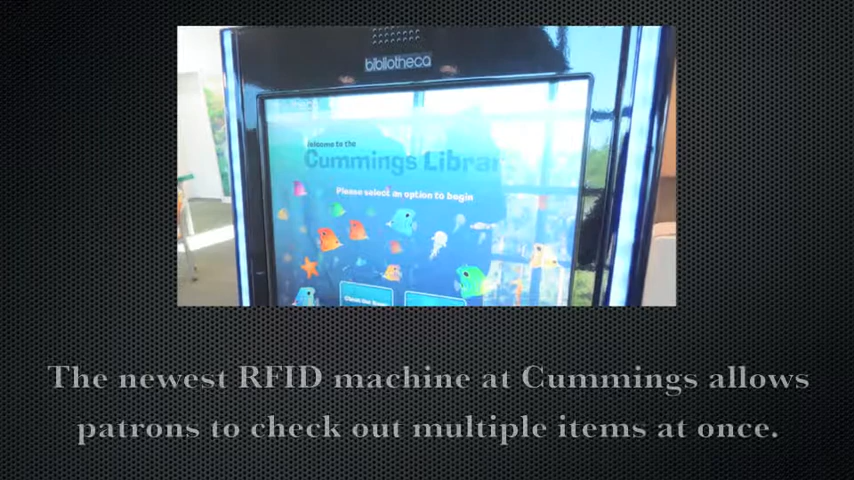 bibliotheca
Welcome to the
Cummings Library
Please select an option to begin
The newest RFID machine at Cummings allows
patrons to check out multiple items at once.